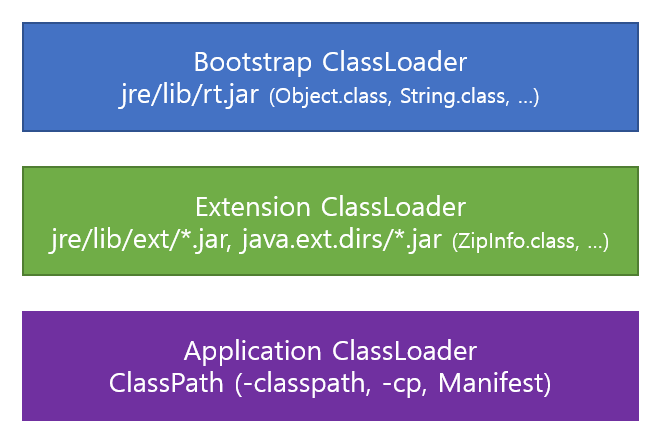 Bootstrap ClassLoader
jre/lib/rt.jar (Object.class, String.class, ...)
Extension ClassLoader
jre/lib/ext/*.jar, java.ext.dirs/*.jar (ZipInfo.class, ...)
Application ClassLoader
ClassPath (-classpath, -cp, Manifest)